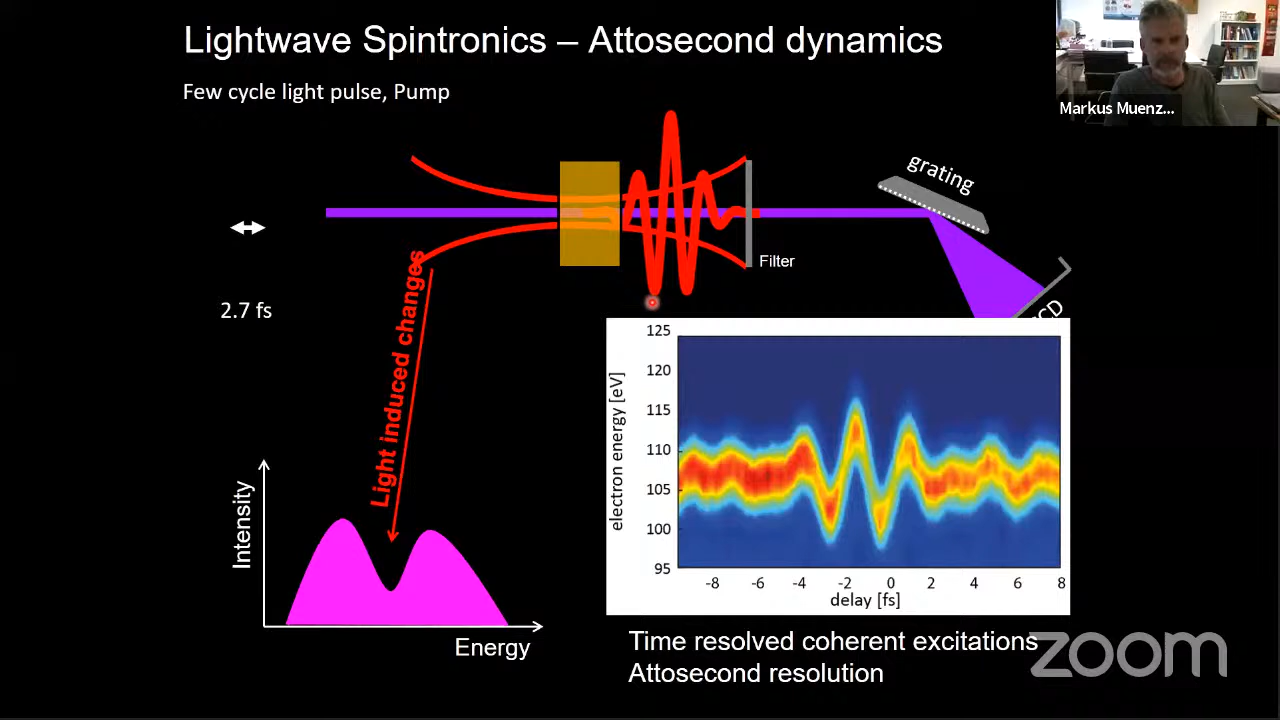 Lightwave Spintronics – Attosecond dynamics
Few cycle light pulse, Pump
Markus Muenz...
grating
Filter
2.7 fs
Light induced changes
CCD
125
120
115
110
105
100
95
electron energy [eV]
-8 -6 -4 -2 0 2 4 6 8
delay [fs]
Intensity
Energy
Time resolved coherent excitations
Attosecond resolution
zoom